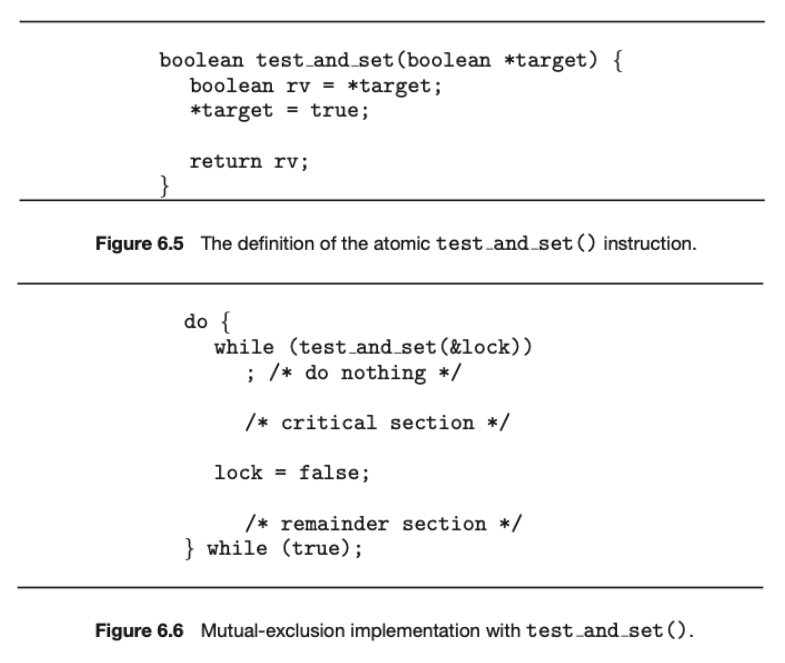 boolean test_and_set(boolean *target) {
boolean rv = *target;
*target = true;
return rv;
}
Figure 6.5 The definition of the atomic test_and_set() instruction.
do {
while (test_and_set(&lock))
; /* do nothing */
/* critical section */
lock = false;
/* remainder section */
} while (true);
Figure 6.6 Mutual-exclusion implementation with test_and_set().